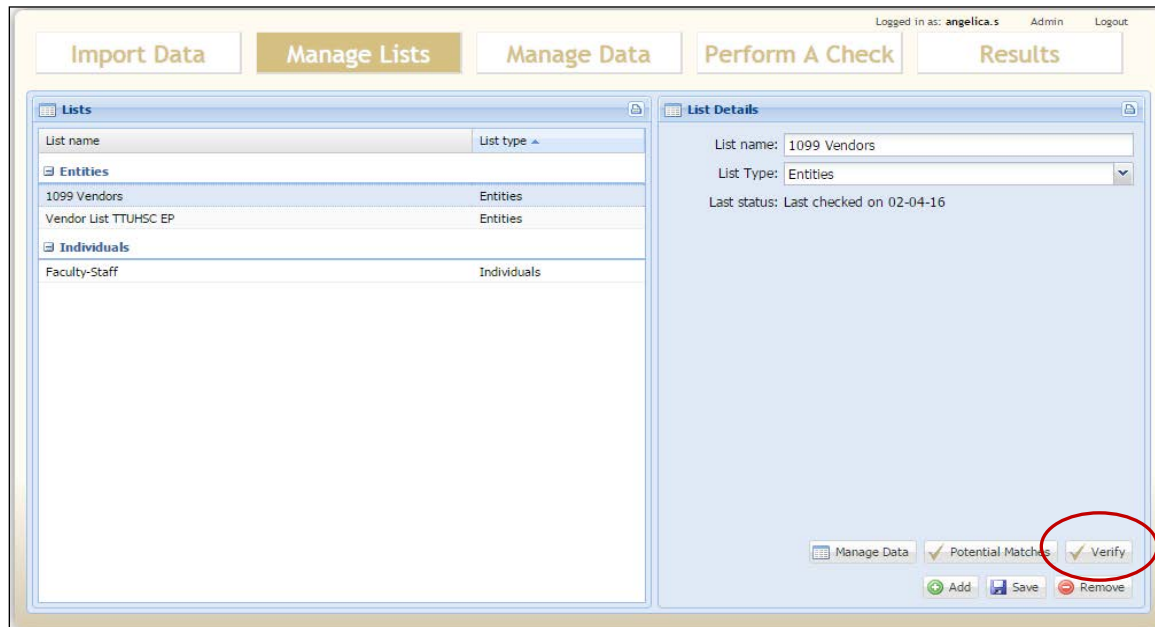 Logged in as: angelica.s Admin Logout
Import Data Manage Lists Manage Data Perform A Check Results
Lists
List name List type
Entities
1099 Vendors Entities
Vendor List TTUHSC EP Entities
Individuals
Faculty-Staff Individuals
List Details
List name: 1099 Vendors
List Type: Entities
Last status: Last checked on 02-04-16
Manage Data Potential Matches Verify
Add Save Remove